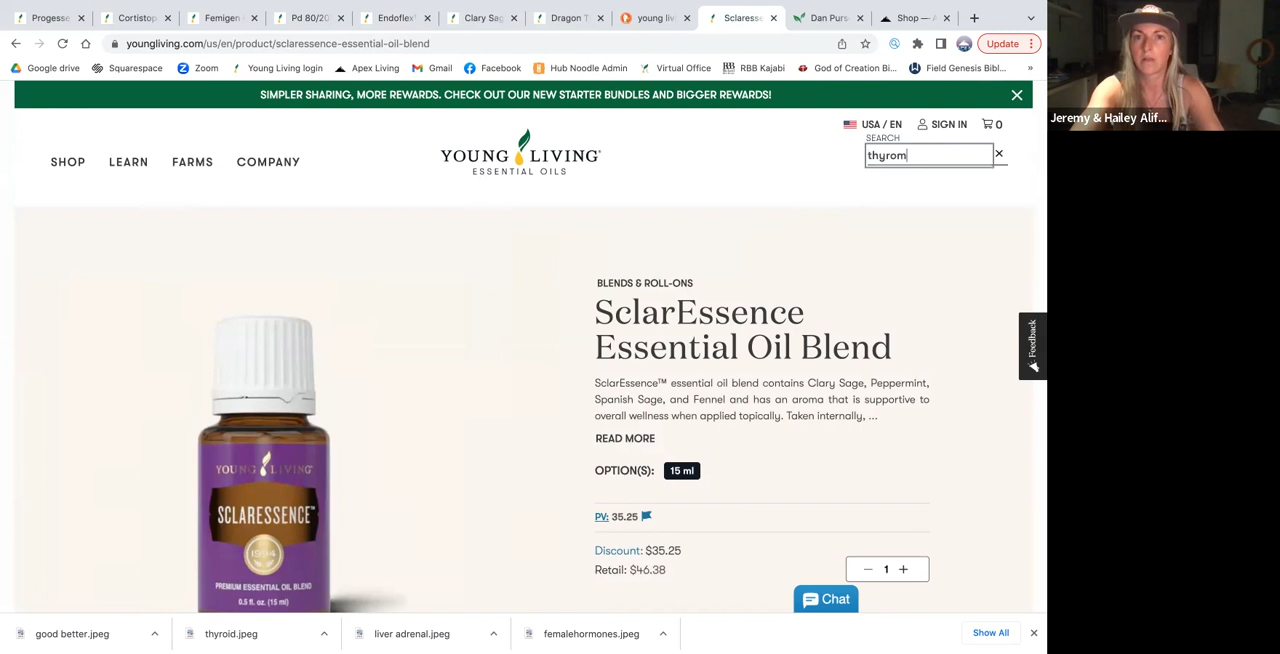 Progesse
Cortistop
Femigen
Pd 80/20
Endoflex
Clary Sag
Dragon T
young livi
Sclaresse
Dan Purs
Shop — A
youngliving.com/us/en/product/sclaressence-essential-oil-blend
Update
Google drive
Squarespace
Zoom
Young Living login
Apex Living
Gmail
Facebook
Hub Noodle Admin
Virtual Office
RBB Kajabi
God of Creation Bi...
Field Genesis Bibl...
»
SIMPLER SHARING, MORE REWARDS. CHECK OUT OUR NEW STARTER BUNDLES AND BIGGER REWARDS!
USA / EN
SIGN IN
0
SEARCH
thyrom
SHOP
LEARN
FARMS
COMPANY
YOUNG LIVING
ESSENTIAL OILS
Jeremy & Hailey Alif...
BLENDS & ROLL-ONS
SclarEssence
Essential Oil Blend
SclarEssence™ essential oil blend contains Clary Sage, Peppermint,
Spanish Sage, and Fennel and has an aroma that is supportive to
overall wellness when applied topically. Taken internally, ...
READ MORE
OPTION(S): 15 ml
PV: 35.25
Discount: $35.25
Retail: $46.38
— 1 +
Feedback
Chat
YOUNG LIVING
SCLARESSENCE™
1994
PREMIUM ESSENTIAL OIL BLEND
0.5 fl. oz. (15 ml)
good better.jpeg
thyroid.jpeg
liver adrenal.jpeg
femalehormones.jpeg
Show All